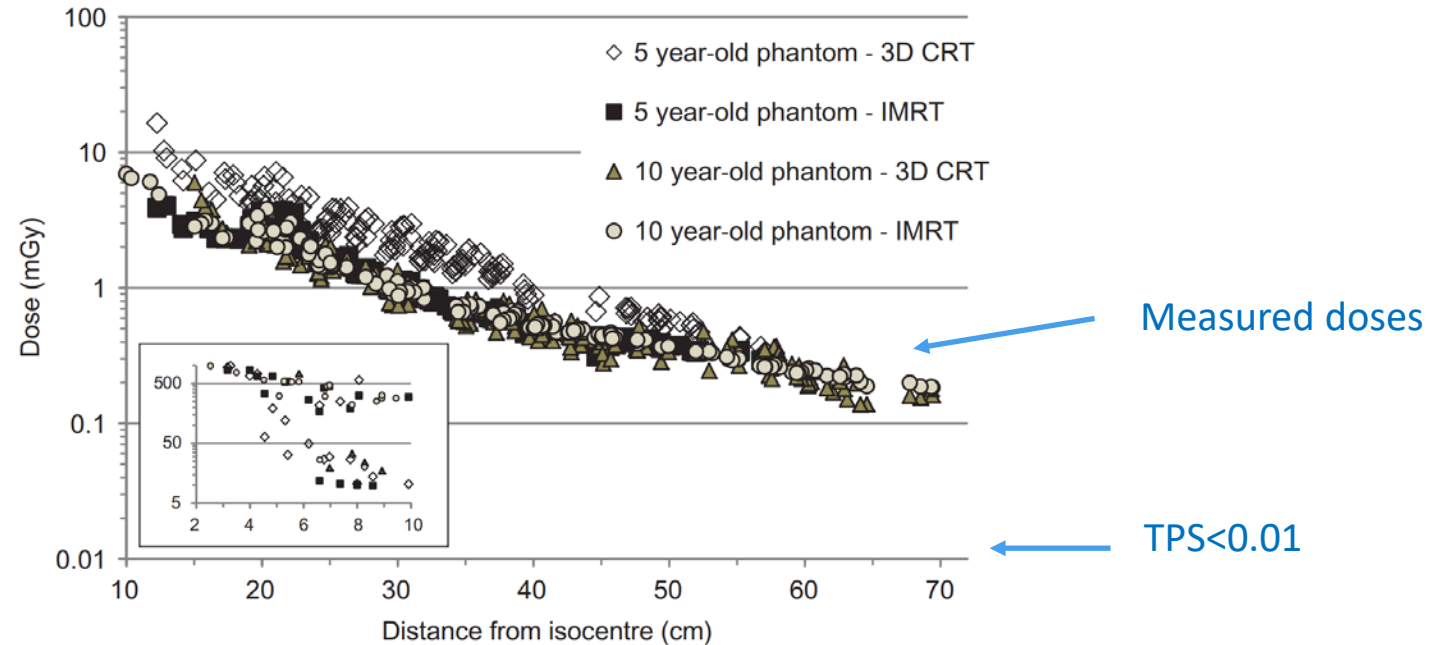 100
10
1
0.1
0.01
Dose (mGy)
5 year-old phantom - 3D CRT
5 year-old phantom - IMRT
10 year-old phantom - 3D CRT
10 year-old phantom - IMRT
Measured doses
TPS<0.01
500
50
5
2 4 6 8 10
10 20 30 40 50 60 70
Distance from isocentre (cm)